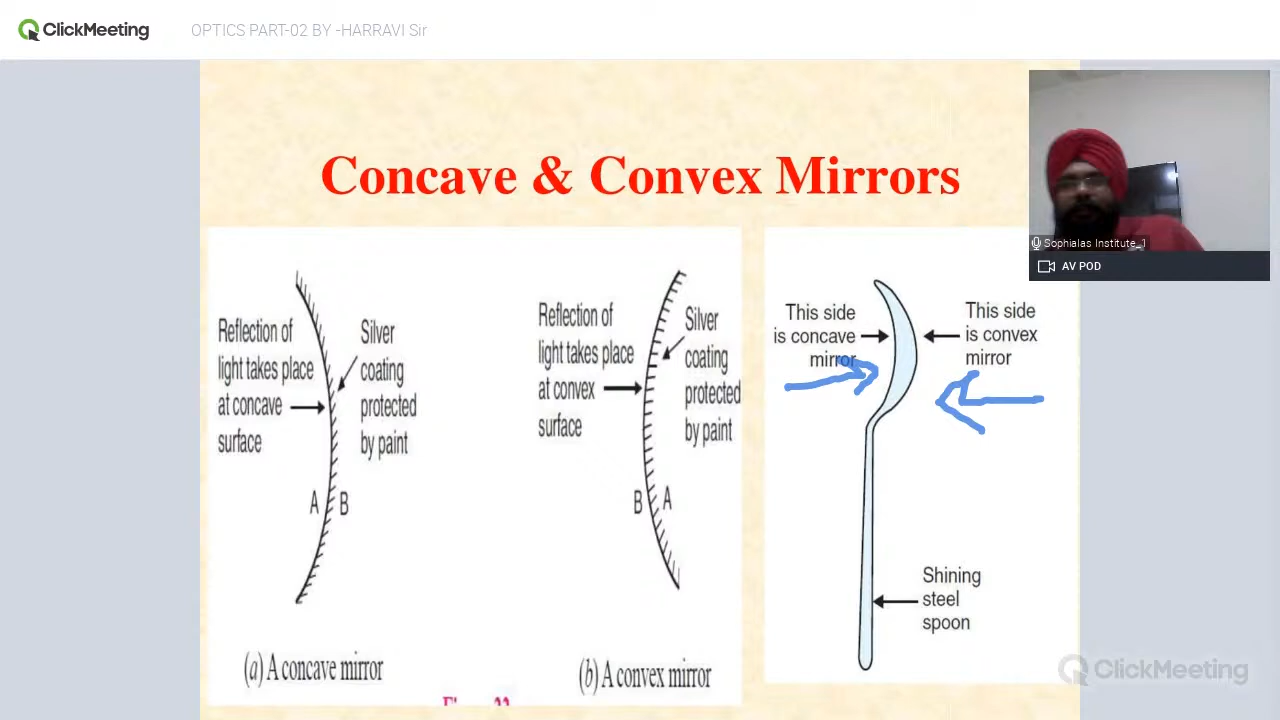 ClickMeeting
OPTICS PART-02 BY -HARRAVI Sir
Concave & Convex Mirrors
Sophialas Institute_1
AV POD
Reflection of
light takes place
at concave
surface
Silver
coating
protected
by paint
A
B
(a) A concave mirror
Reflection of
light takes place
at convex
surface
Silver
coating
protected
by paint
B
A
(b) A convex mirror
This side
is concave
mirror
This side
is convex
mirror
Shining
steel
spoon
ClickMeeting